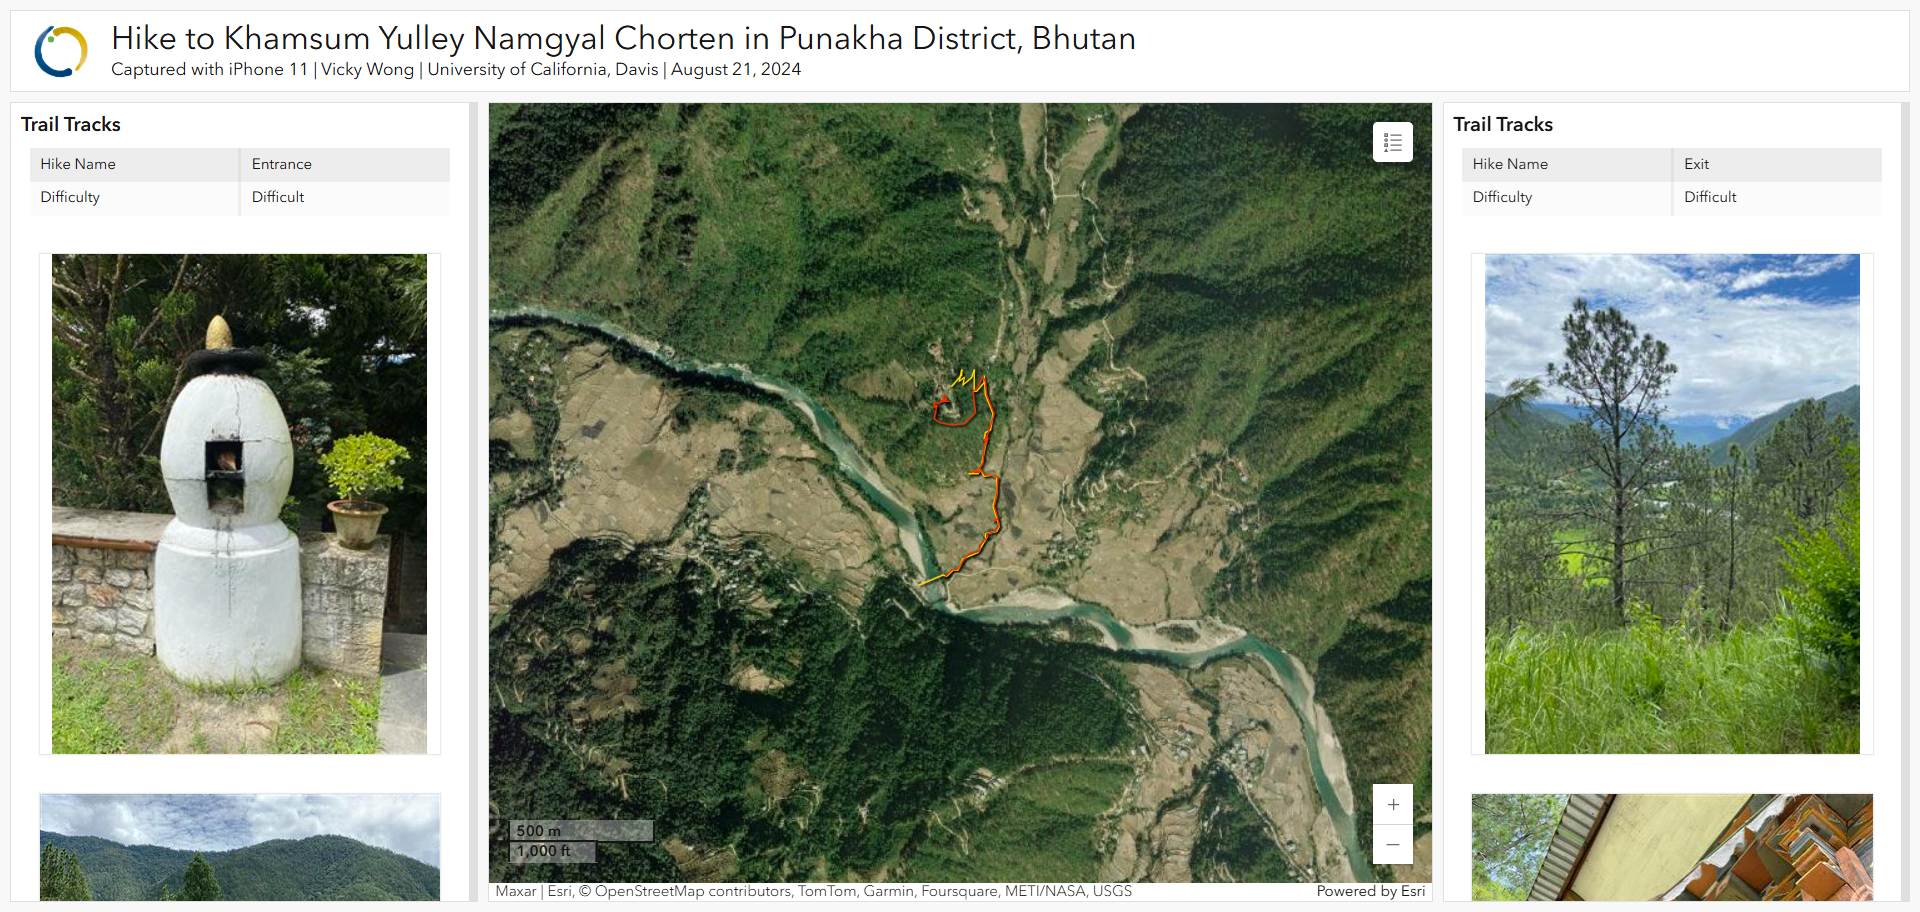 Hike to Khamsum Yulley Namgyal Chorten in Punakha District, Bhutan
Captured with iPhone 11 | Vicky Wong | University of California, Davis | August 21, 2024
Trail Tracks
Hike Name Entrance
Difficulty Difficult
500 m
1,000 ft
Maxar | Esri, © OpenStreetMap contributors, TomTom, Garmin, Foursquare, METI/NASA, USGS
Powered by Esri
Trail Tracks
Hike Name Exit
Difficulty Difficult